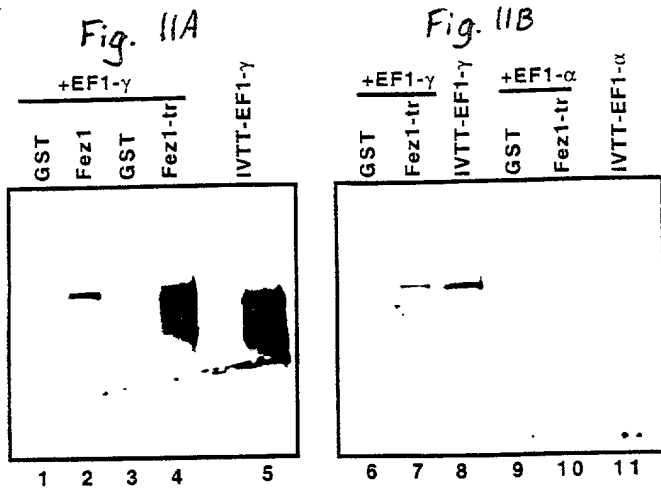 Fig. 11A
Fig. 11B
+EF1-γ
+EF1-γ
+EF1-α
GST
Fez1
GST
Fez1-tr
IVTT-EF1-γ
GST
Fez1-tr
IVTT-EF1-γ
GST
Fez1-tr
IVTT-EF1-α
1 2 3 4 5
6 7 8 9 10 11